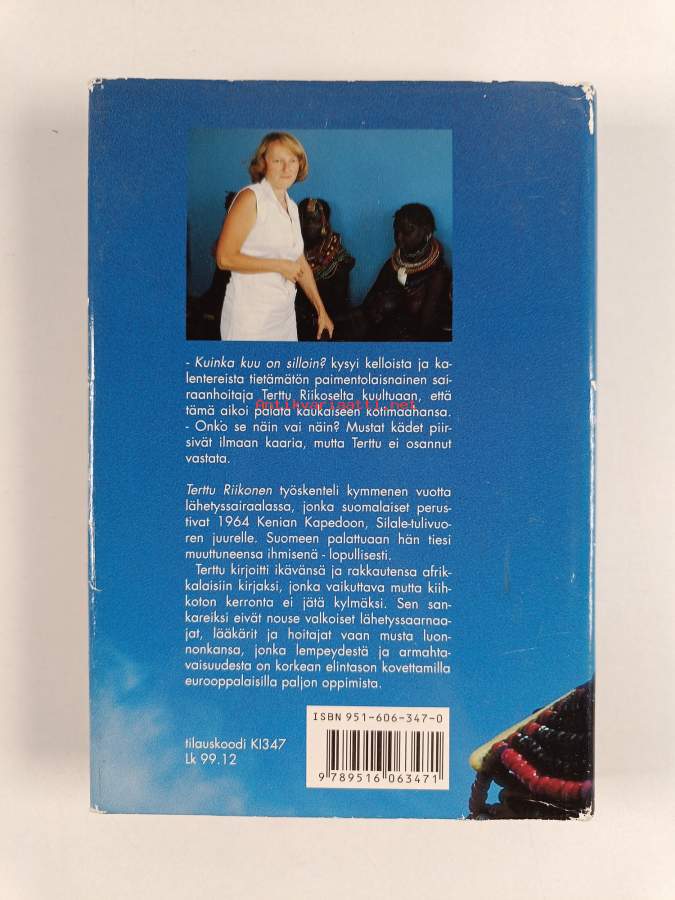 - Kuinka kuu on silloin? kysyi kelloista ja ka-
lentereista tietämätön paimentolaisnainen sai-
raanhoitaja Terttu Riikoselta kuultuaan, että
Antikvariaatti.net
tämä aikoi palata kaukaiseen kotimaahansa.
- Onko se näin vai näin? Mustat kädet piir-
sivät ilmaan kaaria, mutta Terttu ei osannut
vastata.
Terttu Riikonen työskenteli kymmenen vuotta
lähetyssairaalassa, jonka suomalaiset perus-
tivat 1964 Kenian Kapedoon, Silale-tulivuo-
ren juurelle. Suomeen palattuaan hän tiesi
muuttuneensa ihmisenä - lopullisesti.
Terttu kirjoitti ikävänsä ja rakkautensa afrik-
kalaisiin kirjaksi, jonka vaikuttava mutta kiih-
koton kerronta ei jätä kylmäksi. Sen san-
kareiksi eivät nouse valkoiset lähetyssaarnaa-
jat, lääkärit ja hoitajat vaan musta luon-
nonkansa, jonka lempeydestä ja armahta-
vaisuudesta on korkean elintason kovettamilla
eurooppalaisilla paljon oppimista.
tilauskoodi KI347
Lk 99.12
ISBN 951-606-347-0
9 789516 063471